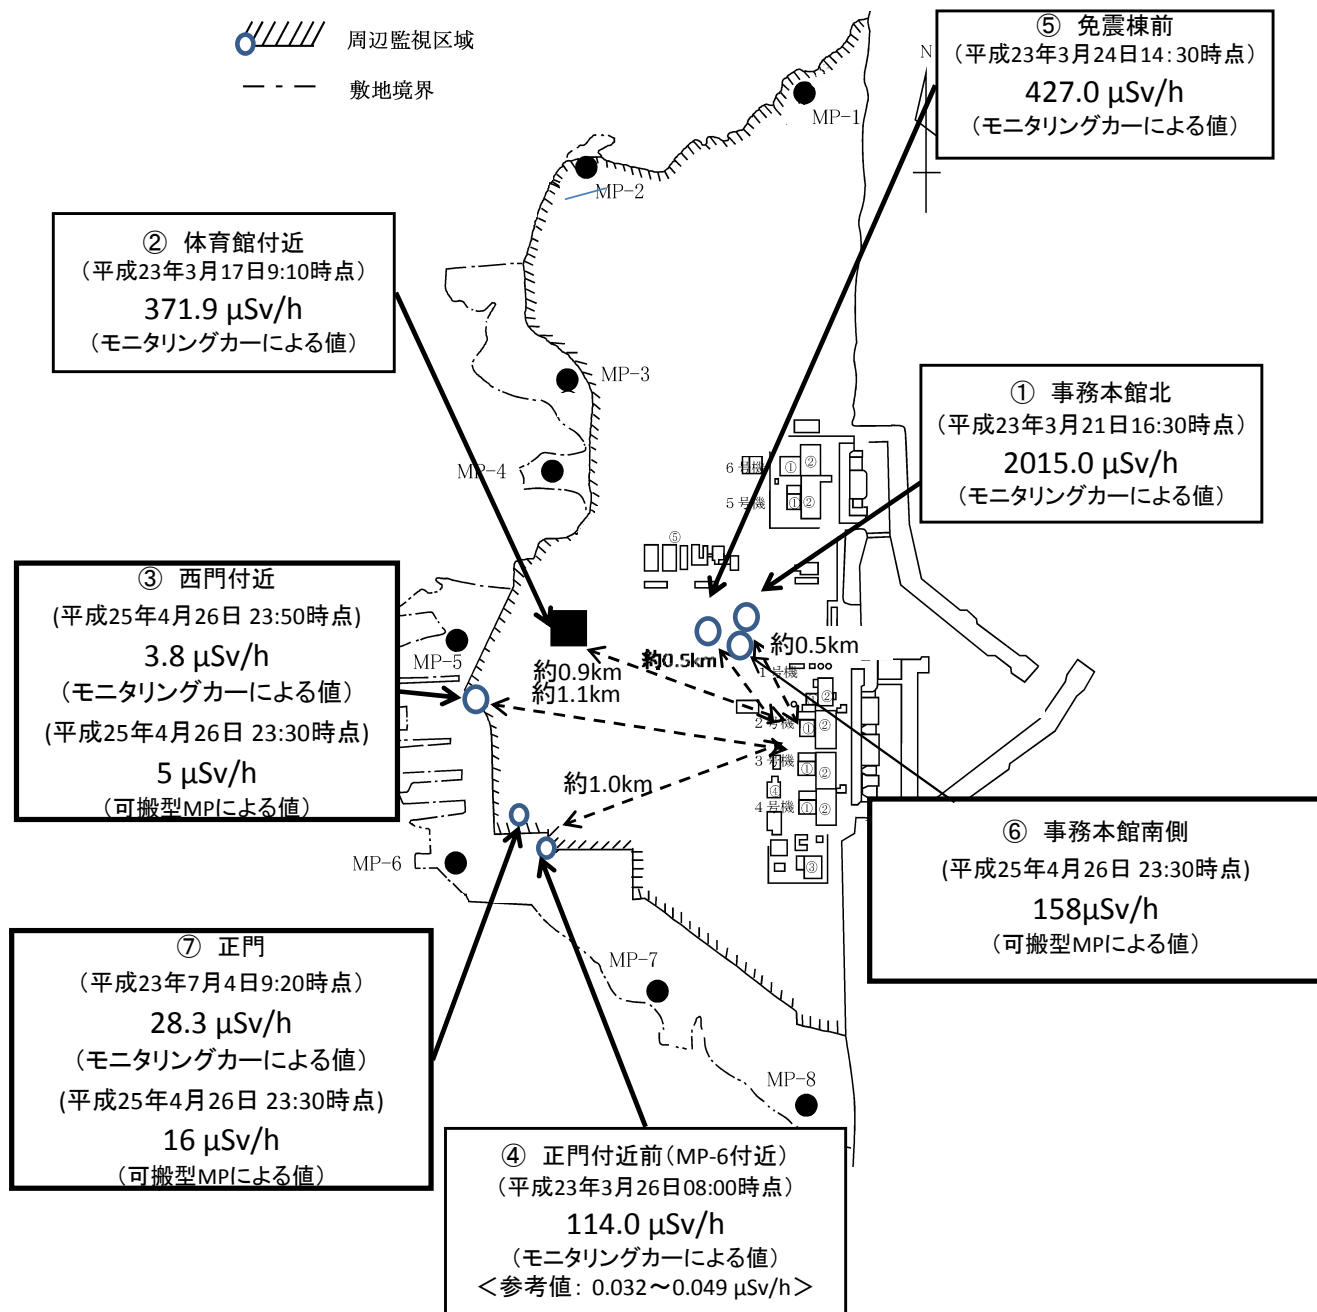 周辺監視区域
敷地境界
⑤ 免震棟前
（平成23年3月24日14:30時点）
427.0 μSv/h
（モニタリングカーによる値）
N
MP-1
MP-2
② 体育館付近
（平成23年3月17日9:10時点）
371.9 μSv/h
（モニタリングカーによる値）
MP-3
① 事務本館北
（平成23年3月21日16:30時点）
2015.0 μSv/h
（モニタリングカーによる値）
MP-4
6号機
①
②
5号機
①
②
⑤
③ 西門付近
(平成25年4月26日 23:50時点)
3.8 μSv/h
（モニタリングカーによる値）
(平成25年4月26日 23:30時点)
5 μSv/h
（可搬型MPによる値）
MP-5
約0.9km
約1.1km
約0.5km
約0.5km
1号機
②
2号機
①
②
3号機
①
②
④
4号機
①
②
③
約1.0km
MP-6
⑥ 事務本館南側
(平成25年4月26日 23:30時点)
158μSv/h
（可搬型MPによる値）
⑦ 正門
（平成23年7月4日9:20時点）
28.3 μSv/h
（モニタリングカーによる値）
(平成25年4月26日 23:30時点)
16 μSv/h
（可搬型MPによる値）
MP-7
MP-8
④ 正門付近前（MP-6付近）
（平成23年3月26日08:00時点）
114.0 μSv/h
（モニタリングカーによる値）
＜参考値: 0.032～0.049 μSv/h＞